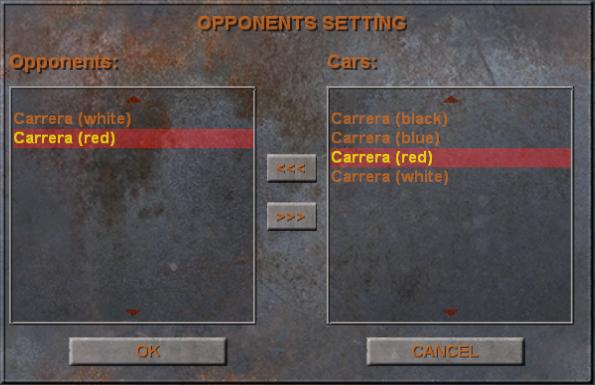 OPPONENTS SETTING
Opponents:
Carrera (white)
Carrera (red)
<<<
>>>
Cars:
Carrera (black)
Carrera (blue)
Carrera (red)
Carrera (white)
OK
CANCEL